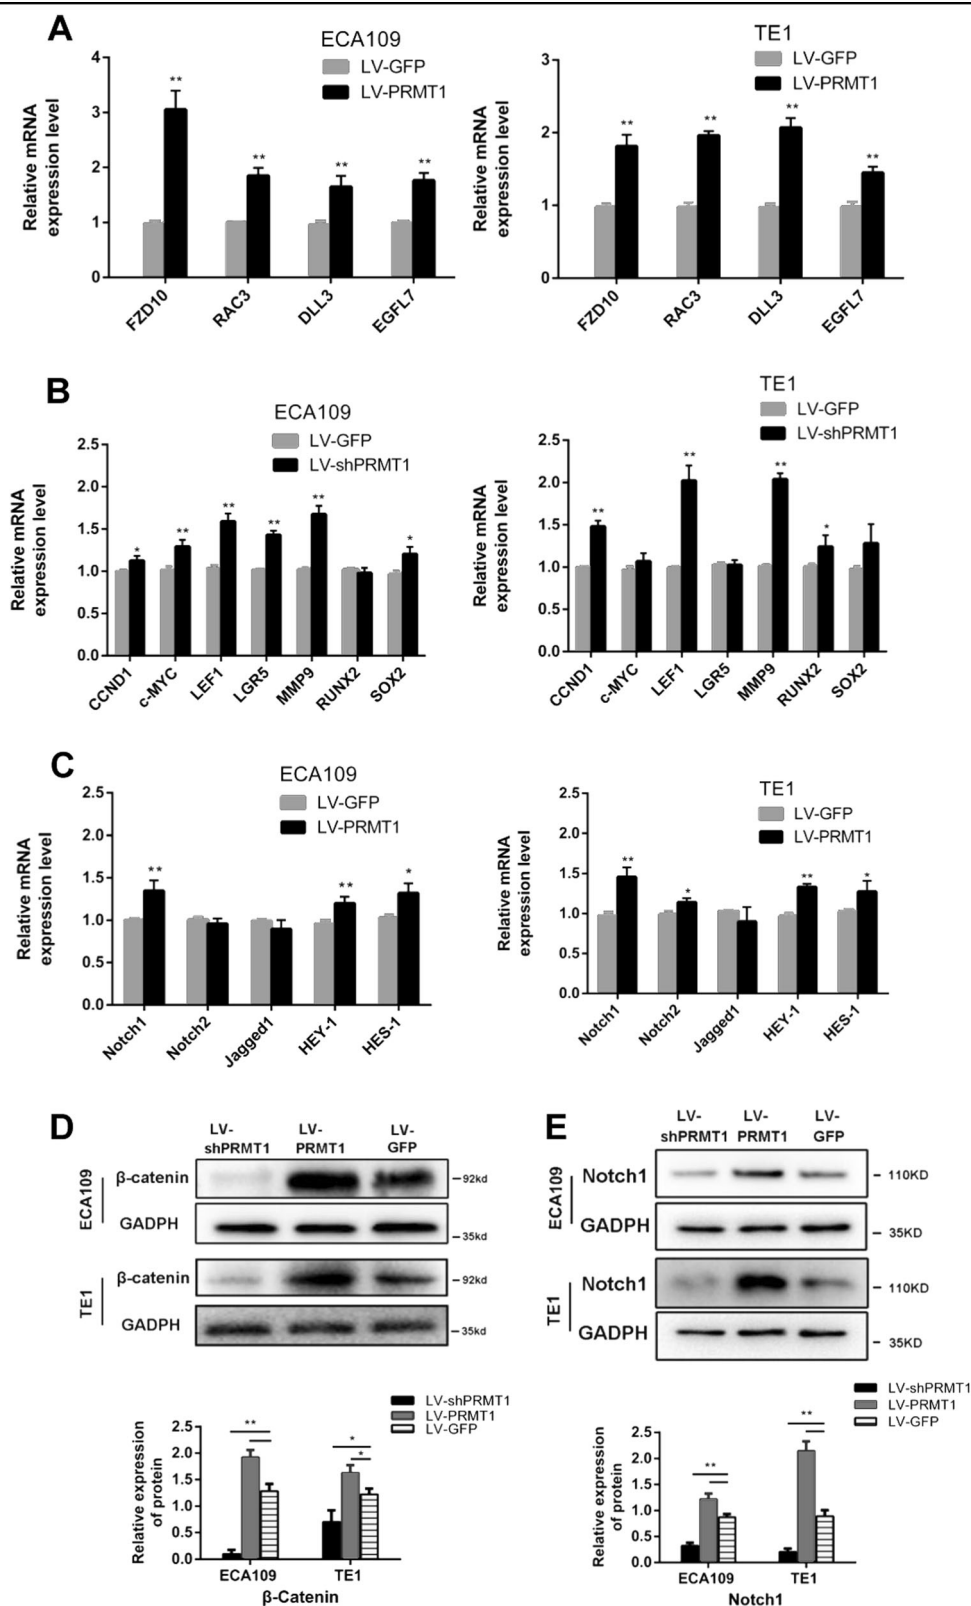 A
ECA109
LV-GFP
LV-PRMT1
Relative mRNA
expression level
4
3
2
1
0
**
**
**
**
FZD10
RAC3
DLL3
EGFL7
TE1
LV-GFP
LV-PRMT1
Relative mRNA
expression level
3
2
1
0
**
**
**
**
FZD10
RAC3
DLL3
EGFL7
B
ECA109
LV-GFP
LV-shPRMT1
Relative mRNA
expression level
2.5
2.0
1.5
1.0
0.5
0.0
*
**
**
**
**
*
CCND1
c-MYC
LEF1
LGR5
MMP9
RUNX2
SOX2
TE1
LV-GFP
LV-shPRMT1
Relative mRNA
expression level
2.5
2.0
1.5
1.0
0.5
0.0
**
**
**
*
CCND1
c-MYC
LEF1
LGR5
MMP9
RUNX2
SOX2
C
ECA109
LV-GFP
LV-PRMT1
Relative mRNA
expression level
2.5
2.0
1.5
1.0
0.5
0.0
**
**
*
Notch1
Notch2
Jagged1
HEY-1
HES-1
TE1
LV-GFP
LV-PRMT1
Relative mRNA
expression level
2.5
2.0
1.5
1.0
0.5
0.0
**
*
**
*
Notch1
Notch2
Jagged1
HEY-1
HES-1
D
LV-
shPRMT1
LV-
PRMT1
LV-
GFP
ECA109
β-catenin
–92kd
GADPH
–35kd
TE1
β-catenin
–92kd
GADPH
–35kd
LV-shPRMT1
LV-PRMT1
LV-GFP
Relative expression
of protein
2.5
2.0
1.5
1.0
0.5
0.0
**
*
*
ECA109
TE1
β-Catenin
E
LV-
shPRMT1
LV-
PRMT1
LV-
GFP
ECA109
Notch1
– 110KD
GADPH
– 35KD
TE1
Notch1
– 110KD
GADPH
– 35KD
LV-shPRMT1
LV-PRMT1
LV-GFP
Relative expression
of protein
2.5
2.0
1.5
1.0
0.5
0.0
**
**
ECA109
TE1
Notch1